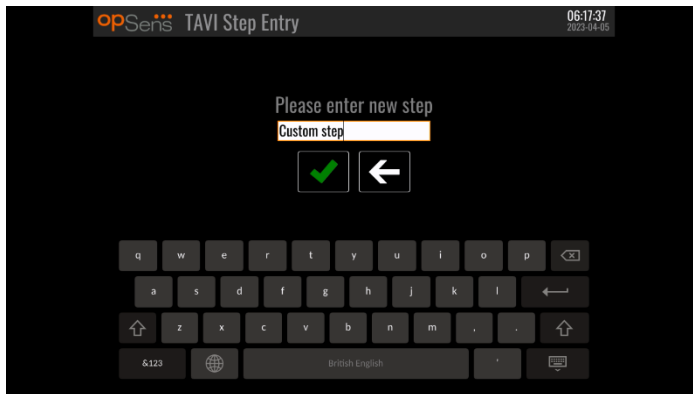 opSens TAVI Step Entry 06:17:37
2023-04-05
Please enter new step
Custom step
q w e r t y u i o p
a s d f g h j k l
z x c v b n m , .
&123 British English '